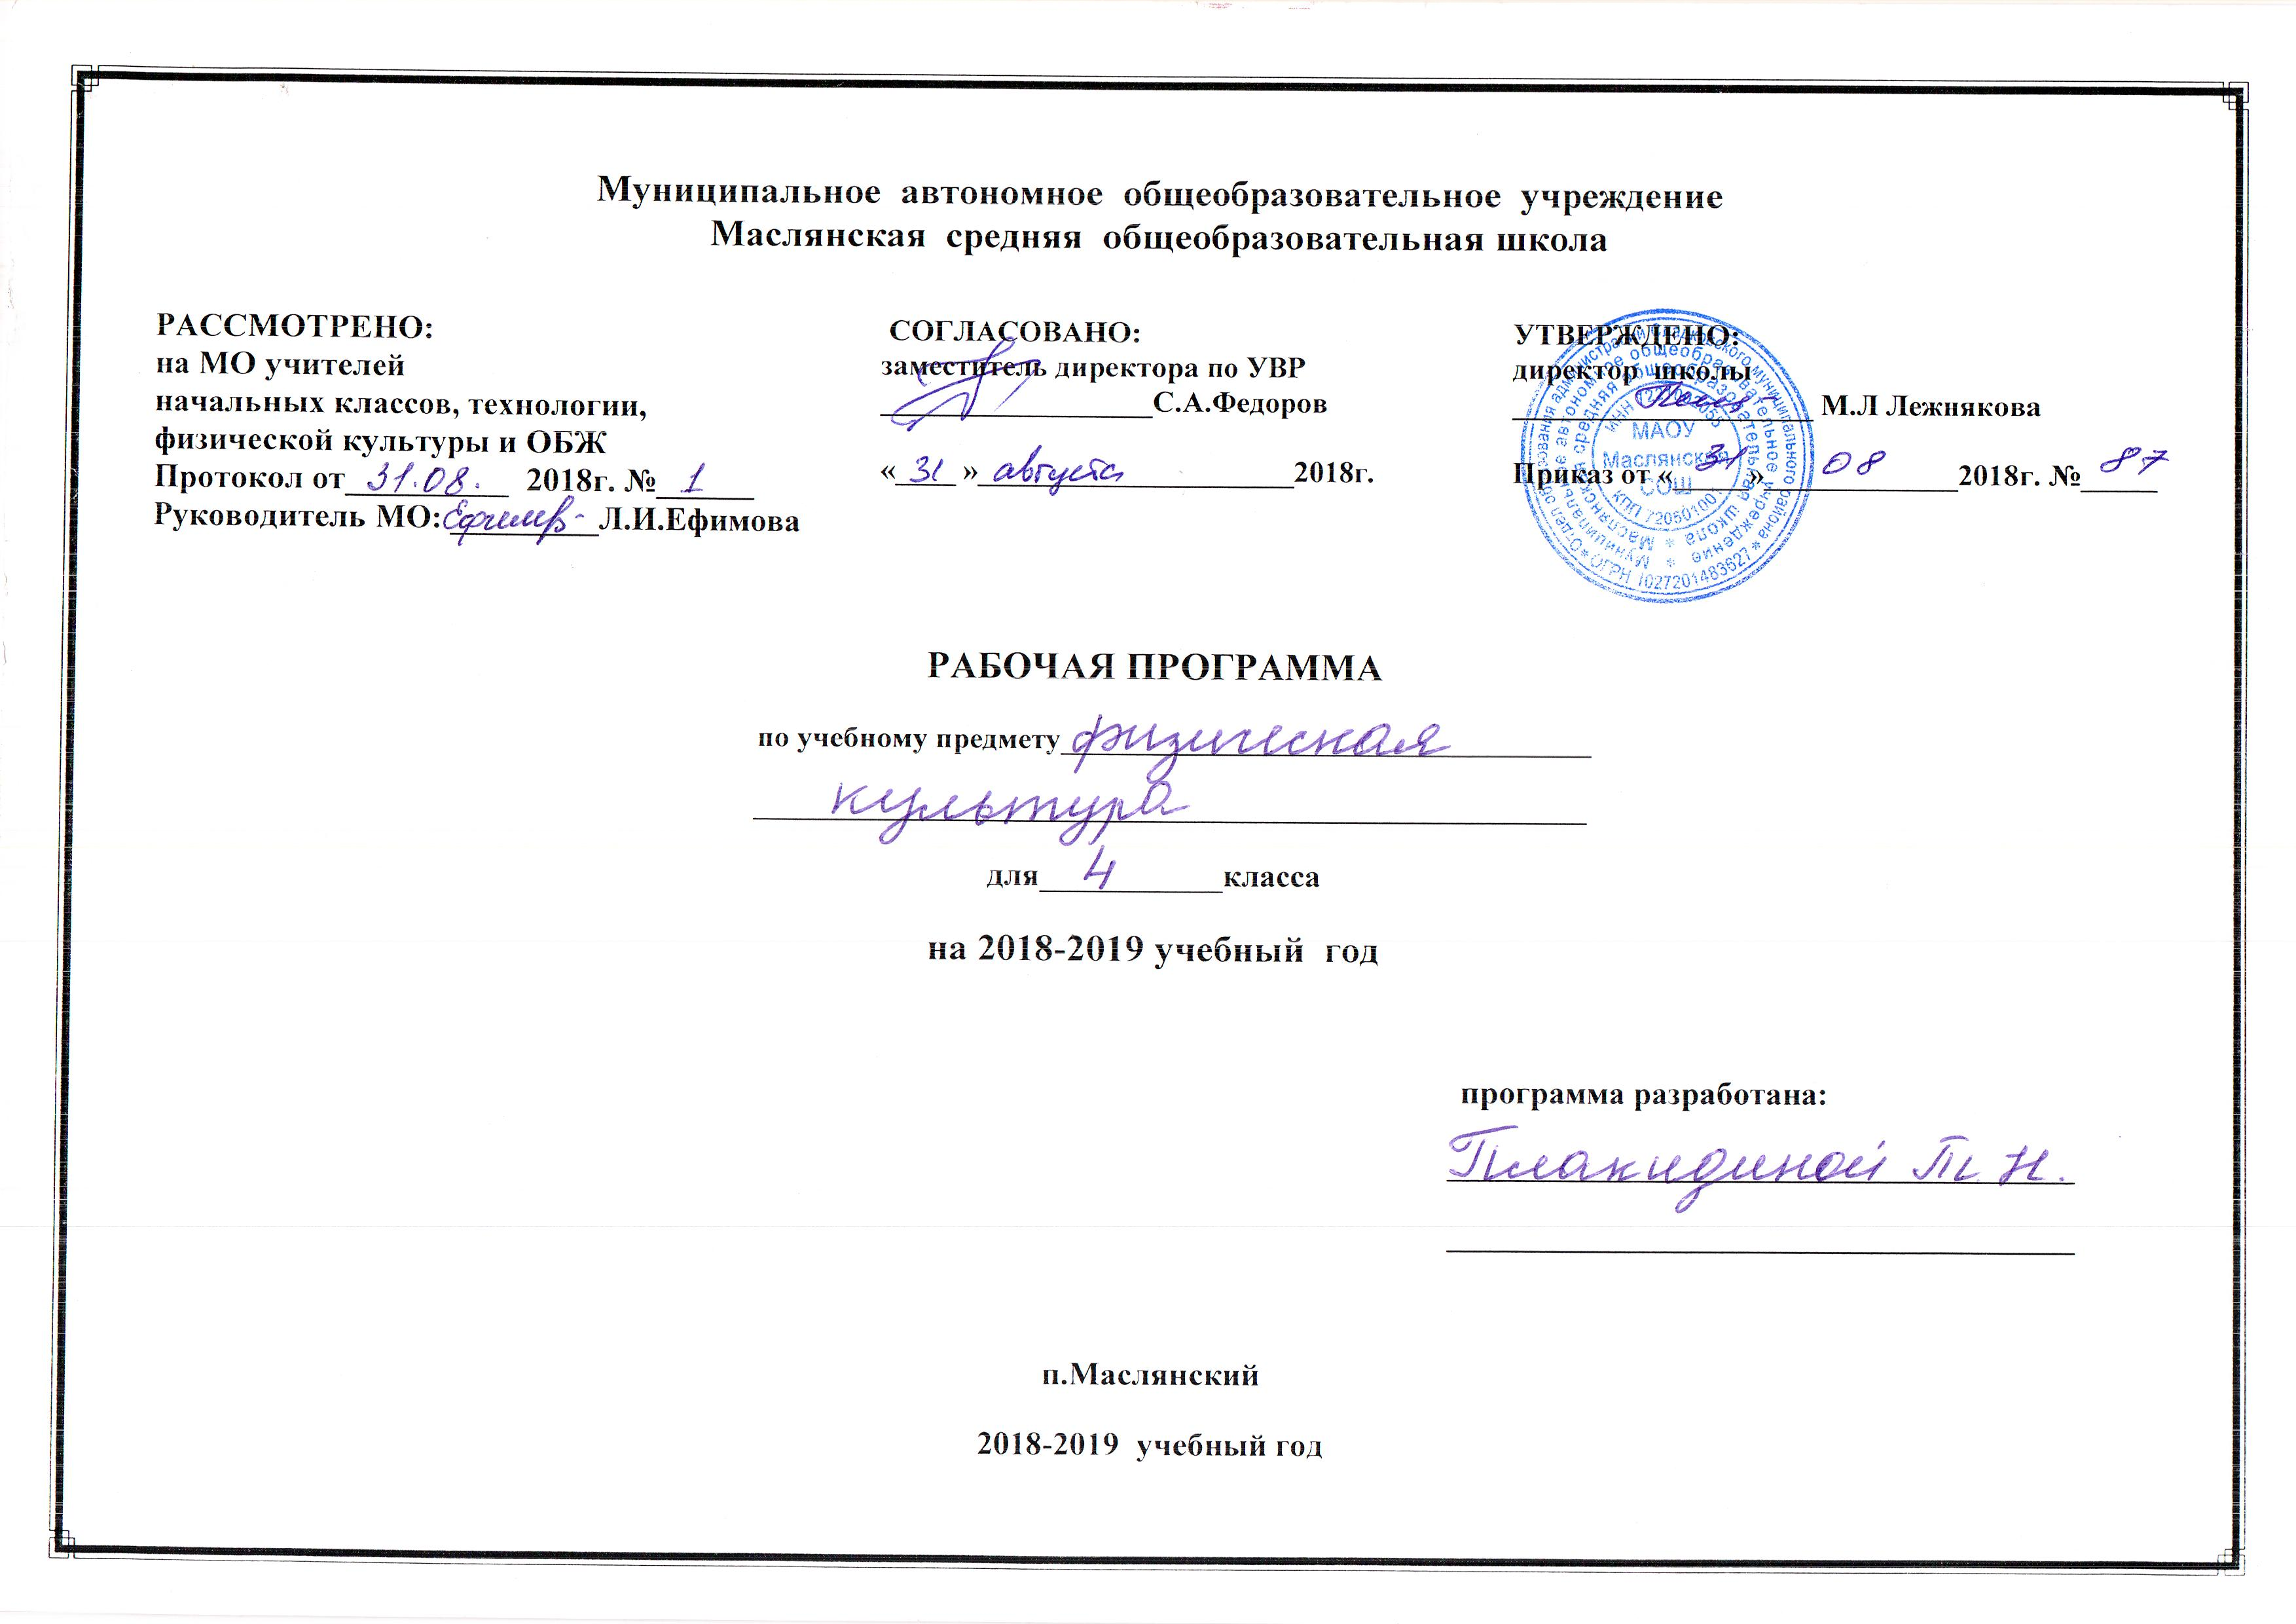 Муниципальное автономное общеобразовательное учреждение
Маслянская средняя общеобразовательная школа
РАССМОТРЕНО:
на МО учителей
начальных классов, технологии,
физической культуры и ОБЖ
Протокол от 31.08. 2018г. № 1
Руководитель МО: Л.И.Ефимова
СОГЛАСОВАНО:
заместитель директора по УВР
С.А.Федоров
« 31 » августа 2018г.
УТВЕРЖДЕНО:
директор школы
М.Л Лежнякова
Приказ от « 31 » 08 2018г. № 87
МАОУ
Маслянская
СОШ
ОГРН 1027201483627
РАБОЧАЯ ПРОГРАММА
по учебному предмету физическая
культура
для 4 класса
на 2018-2019 учебный год
программа разработана:
Плакидиной Т.Н.
п.Маслянский
2018-2019 учебный год